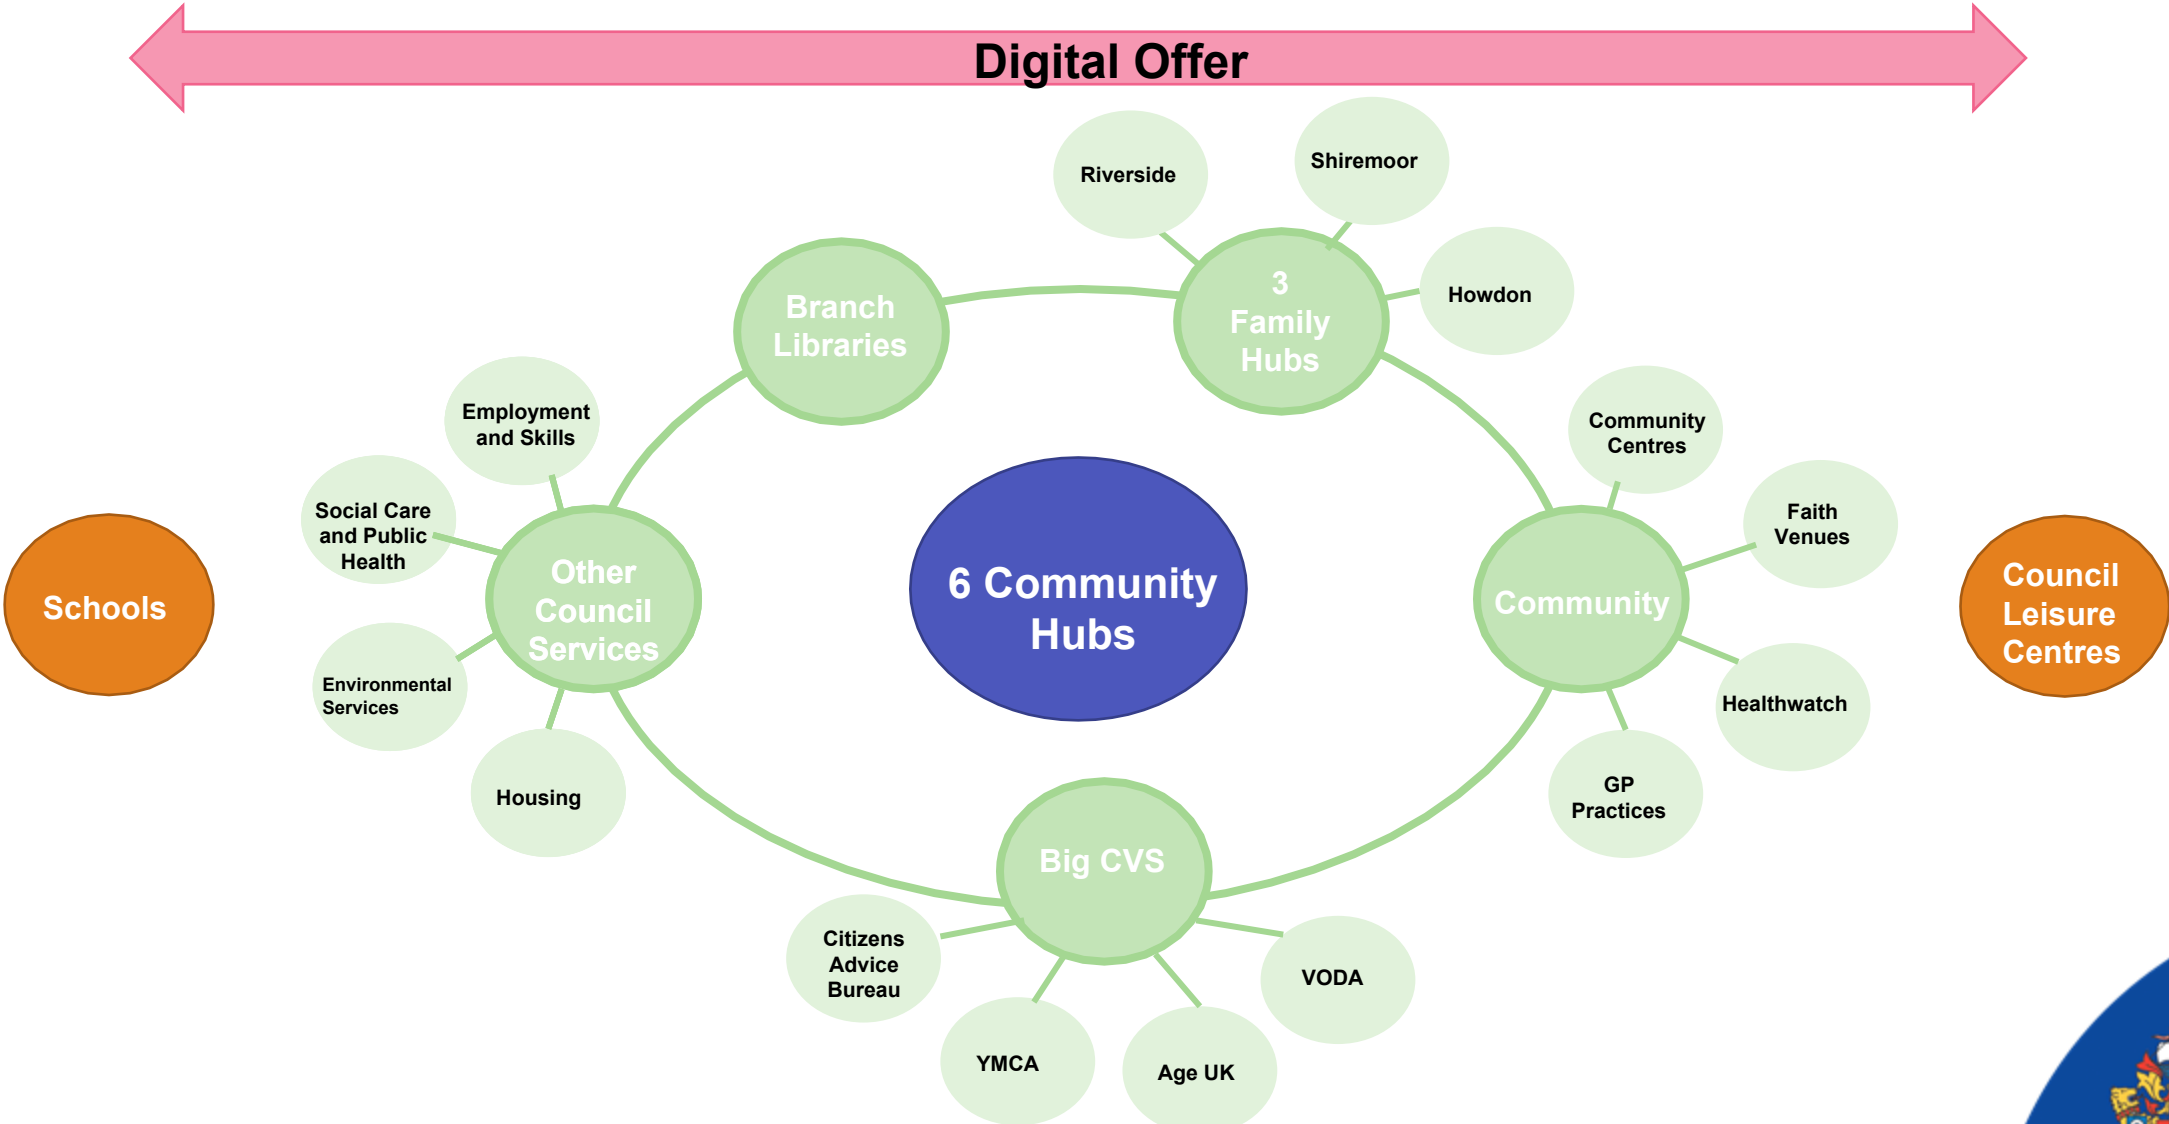 Digital Offer
Riverside
Shiremoor
Howdon
3
Family
Hubs
Branch
Libraries
Employment
and Skills
Social Care
and Public
Health
Other
Council
Services
Environmental
Services
Housing
Schools
6 Community
Hubs
Community
Centres
Faith
Venues
Community
Healthwatch
GP
Practices
Council
Leisure
Centres
Big CVS
Citizens
Advice
Bureau
YMCA
Age UK
VODA